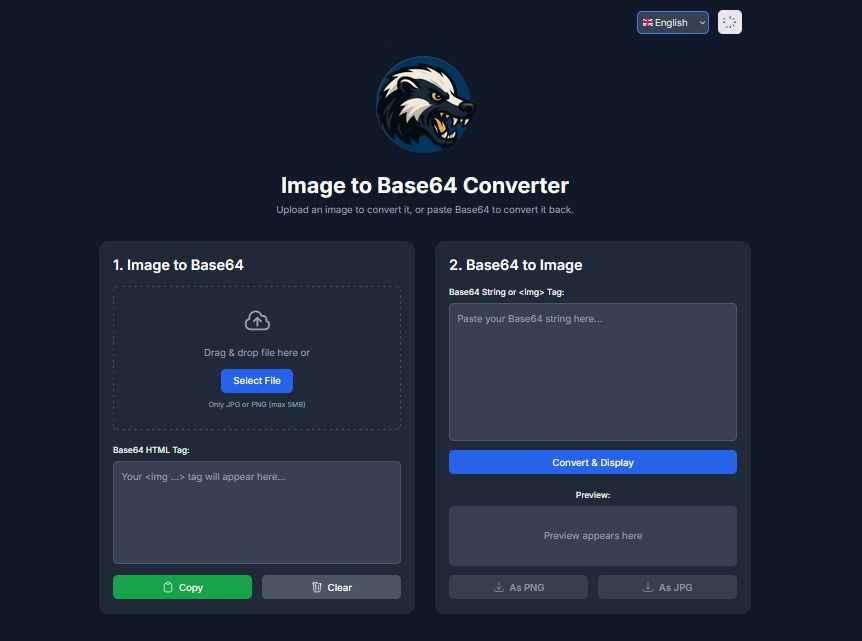 English
Image to Base64 Converter
Upload an image to convert it, or paste Base64 to convert it back.
1. Image to Base64
Drag & drop file here or
Select File
Only JPG or PNG (max 5MB)
Base64 HTML Tag:
Your <img ...> tag will appear here...
Copy
Clear
2. Base64 to Image
Base64 String or <img> Tag:
Paste your Base64 string here...
Convert & Display
Preview:
Preview appears here
As PNG
As JPG